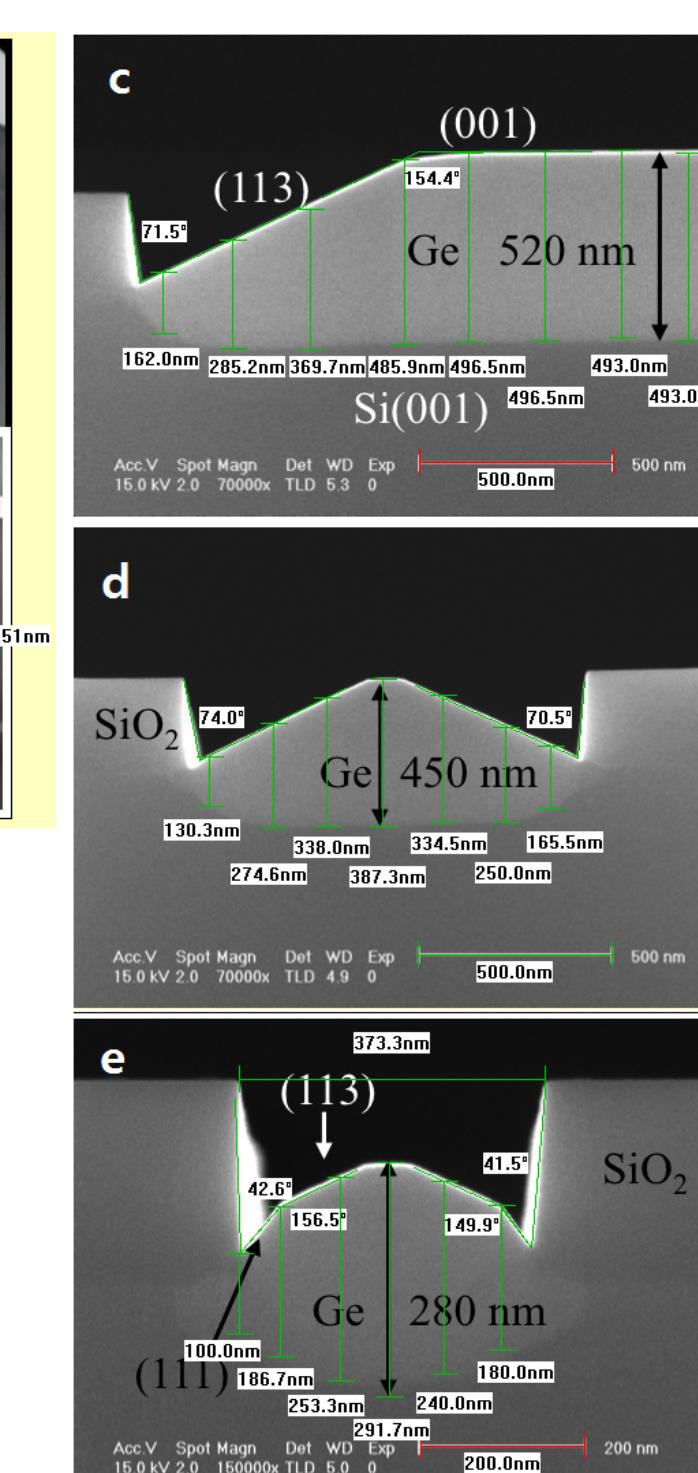 51nm
c
(001)
(113)
154.4°
71.5°
Ge 520 nm
162.0nm 285.2nm 369.7nm 485.9nm 496.5nm 493.0nm
496.5nm 493.0
Si(001)
Acc.V Spot Magn Det WD Exp 500 nm
15.0 kV 2.0 70000x TLD 5.3 0 500.0nm
d
SiO2 74.0° 70.5°
Ge 450 nm
130.3nm 338.0nm 334.5nm 165.5nm
274.6nm 387.3nm 250.0nm
Acc.V Spot Magn Det WD Exp 500 nm
15.0 kV 2.0 70000x TLD 4.9 0 500.0nm
373.3nm
e
(113)
41.5°
SiO2
42.6°
156.5° 149.9°
Ge 280 nm
100.0nm
(111) 186.7nm 180.0nm
253.3nm 240.0nm
291.7nm
Acc.V Spot Magn Det WD Exp 200 nm
15.0 kV 2.0 150000x TLD 5.0 0 200.0nm